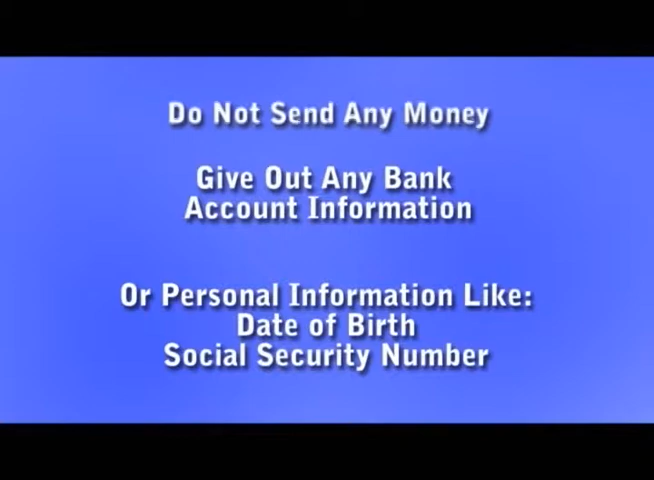 Do Not Send Any Money
Give Out Any Bank
Account Information
Or Personal Information Like:
Date of Birth
Social Security Number